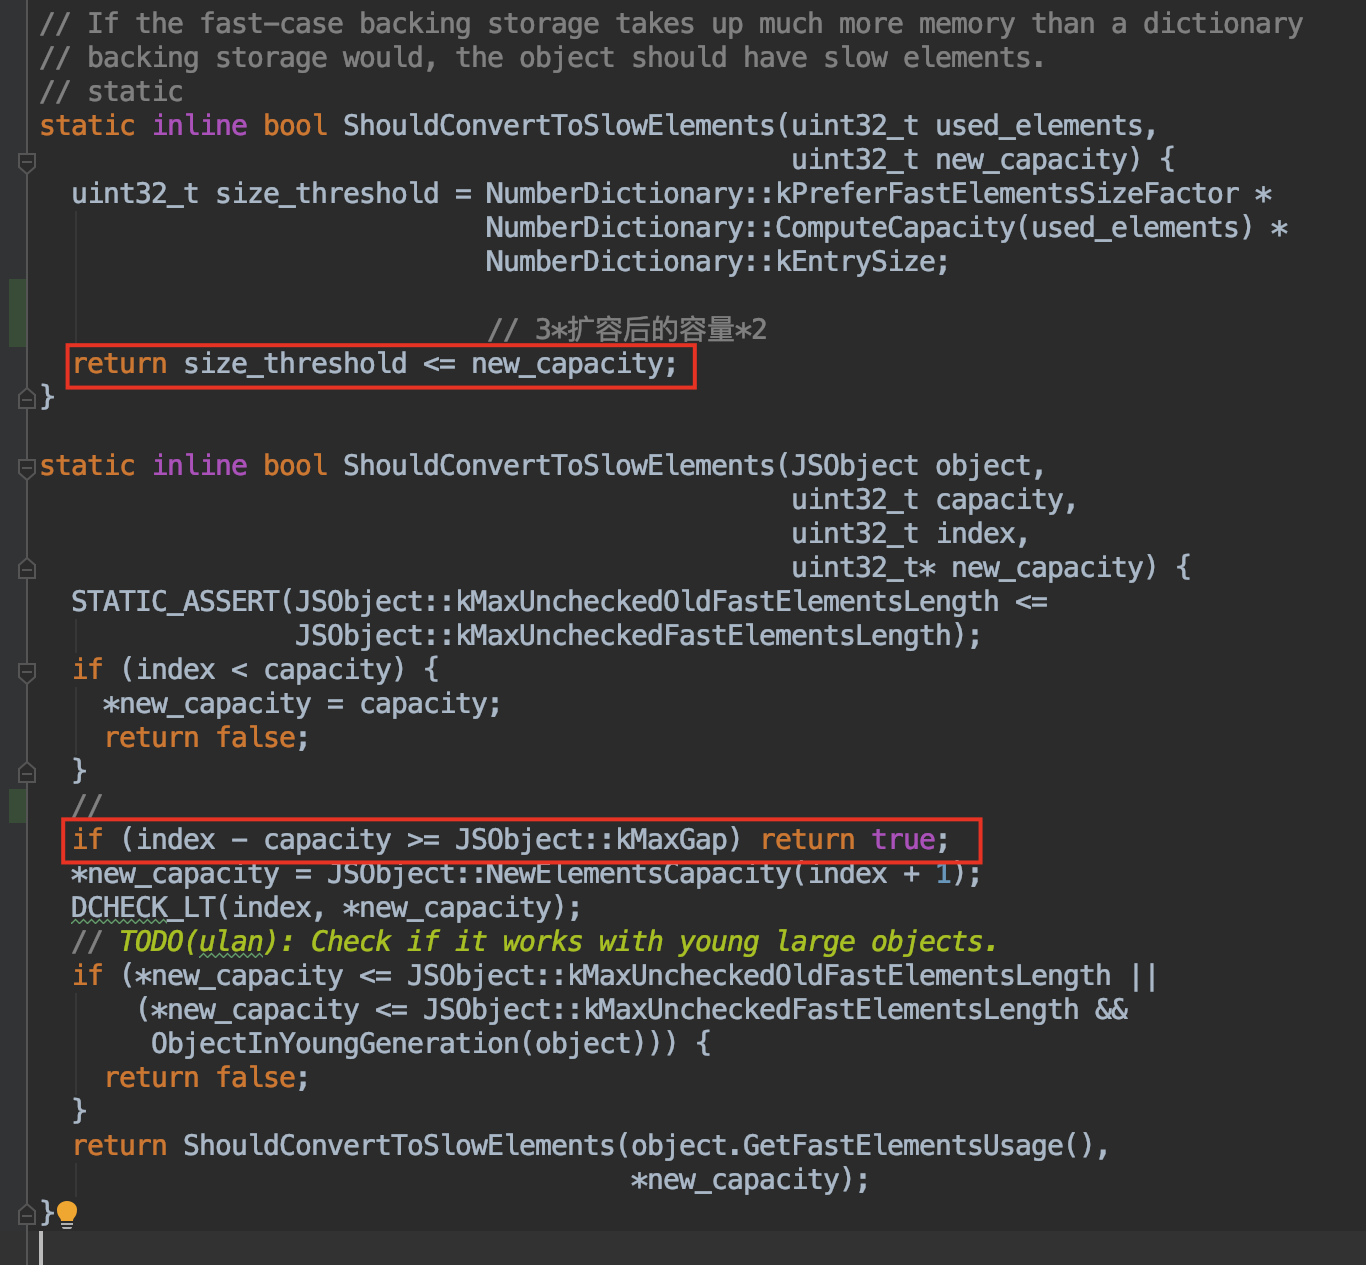 // If the fast-case backing storage takes up much more memory than a dictionary
// backing storage would, the object should have slow elements.
// static
static inline bool ShouldConvertToSlowElements(uint32_t used_elements,
                                               uint32_t new_capacity) {
  uint32_t size_threshold = NumberDictionary::kPreferFastElementsSizeFactor *
                            NumberDictionary::ComputeCapacity(used_elements) *
                            NumberDictionary::kEntrySize;
                            // 3*扩容后的容量*2
  return size_threshold <= new_capacity;
}
static inline bool ShouldConvertToSlowElements(JSObject object,
                                               uint32_t capacity,
                                               uint32_t index,
                                               uint32_t* new_capacity) {
  STATIC_ASSERT(JSObject::kMaxUncheckedOldFastElementsLength <=
                JSObject::kMaxUncheckedFastElementsLength);
  if (index < capacity) {
    *new_capacity = capacity;
    return false;
  }
  //
  if (index - capacity >= JSObject::kMaxGap) return true;
  *new_capacity = JSObject::NewElementsCapacity(index + 1);
  DCHECK_LT(index, *new_capacity);
  // TODO(ulan): Check if it works with young large objects.
  if (*new_capacity <= JSObject::kMaxUncheckedOldFastElementsLength ||
      (*new_capacity <= JSObject::kMaxUncheckedFastElementsLength &&
       ObjectInYoungGeneration(object))) {
    return false;
  }
  return ShouldConvertToSlowElements(object.GetFastElementsUsage(),
                                     *new_capacity);
}